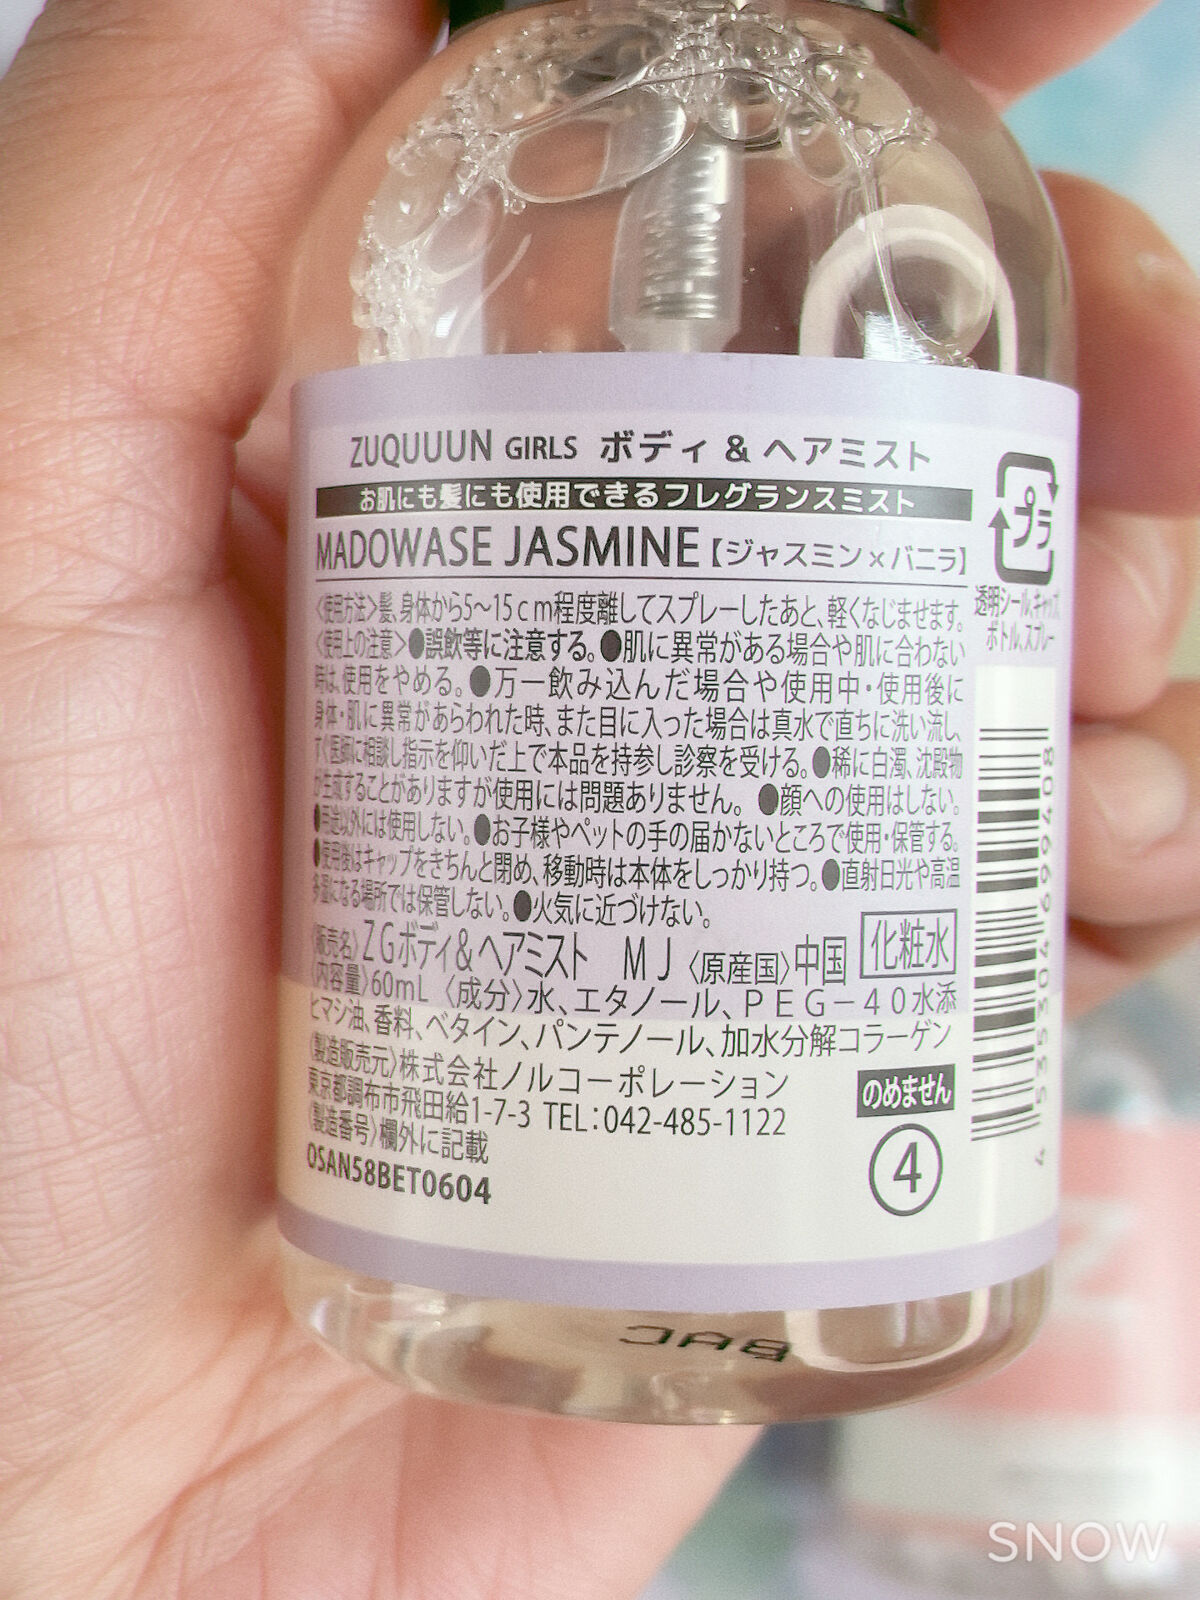 ZUQUUUN GIRLS ボディ & ヘアミスト
お肌にも髪にも使用できるフレグランスミスト
MADOWASE JASMINE【ジャスミン×バニラ】
〈使用方法〉髪、身体から5〜15cm程度離してスプレーしたあと、軽くなじませます。
〈使用上の注意〉●誤飲等に注意する。●肌に異常がある場合や肌に合わない
時は、使用をやめる。●万一飲み込んだ場合や使用中・使用後に
身体・肌に異常があらわれた時、また目に入った場合は真水で直ちに洗い流し、
すぐ医師に相談し指示を仰いだ上で本品を持参し診察を受ける。●稀に白濁、沈殿物
が生成することがありますが使用には問題ありません。●顔への使用はしない。
●用途以外には使用しない。●お子様やペットの手の届かないところで使用・保管する。
●使用後はキャップをきちんと閉め、移動時は本体をしっかり持つ。●直射日光や高温
多湿になる場所では保管しない。●火気に近づけない。
〈販売名〉ZGボディ&ヘアミスト MJ〈原産国〉中国 化粧水
〈内容量〉60mL〈成分〉水、エタノール、PEG－40水添
ヒマシ油、香料、ベタイン、パンテノール、加水分解コラーゲン
〈製造販売元〉株式会社ノルコーポレーション
東京都調布市飛田給1-7-3 TEL:042-485-1122
〈製造番号〉欄外に記載
OSAN58BET0604
のめません
④
プラ
透明シール、キャップ、
ボトル、スプレー
4 535304 996408
BAC
SNOW